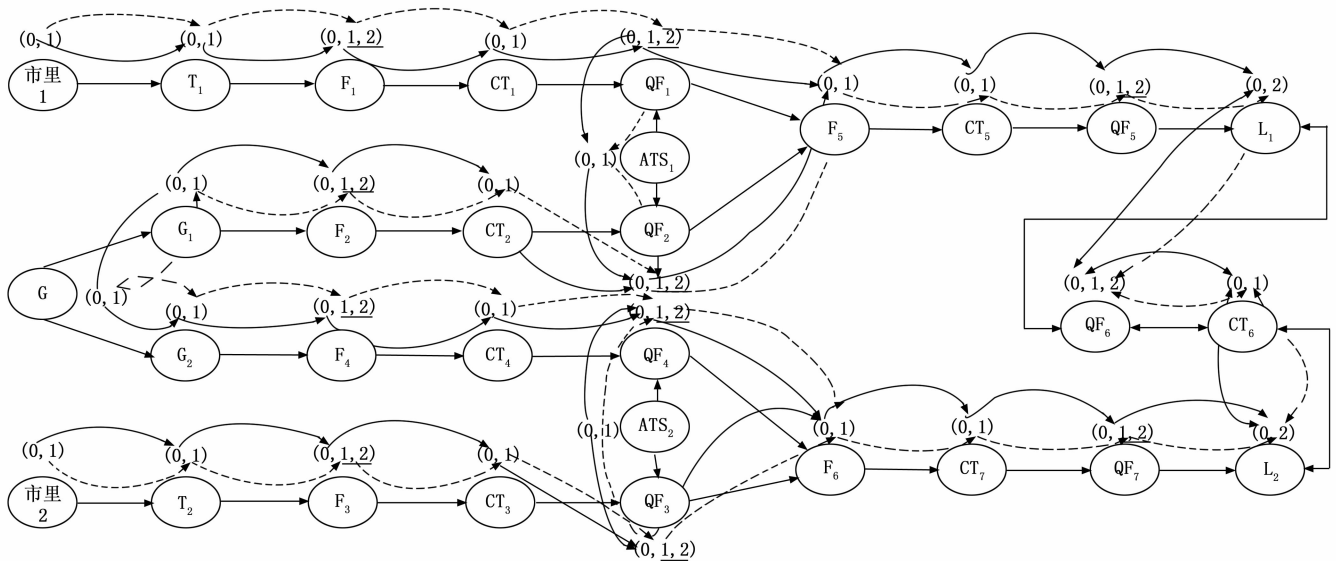 (0,1) (0,1) (0,1,2) (0,1) (0,1,2)
市里1 T₁ F₁ CT₁ QF₁
(0,1) (0,1) (0,1,2) (0,2)
F₅ CT₅ QF₅ L₁
(0,1) ATS₁
(0,1) (0,1,2) (0,1)
G₁ F₂ CT₂ QF₂
G (0,1) (0,1,2)
(0,1,2) (0,1)
QF₆ CT₆
(0,1) (0,1,2) (0,1) (0,1,2)
G₂ F₄ CT₄ QF₄
(0,1) ATS₂
(0,1) (0,1) (0,1,2) (0,2)
F₆ CT₇ QF₇ L₂
(0,1) (0,1) (0,1,2) (0,1)
市里2 T₂ F₃ CT₃ QF₃
(0,1,2)